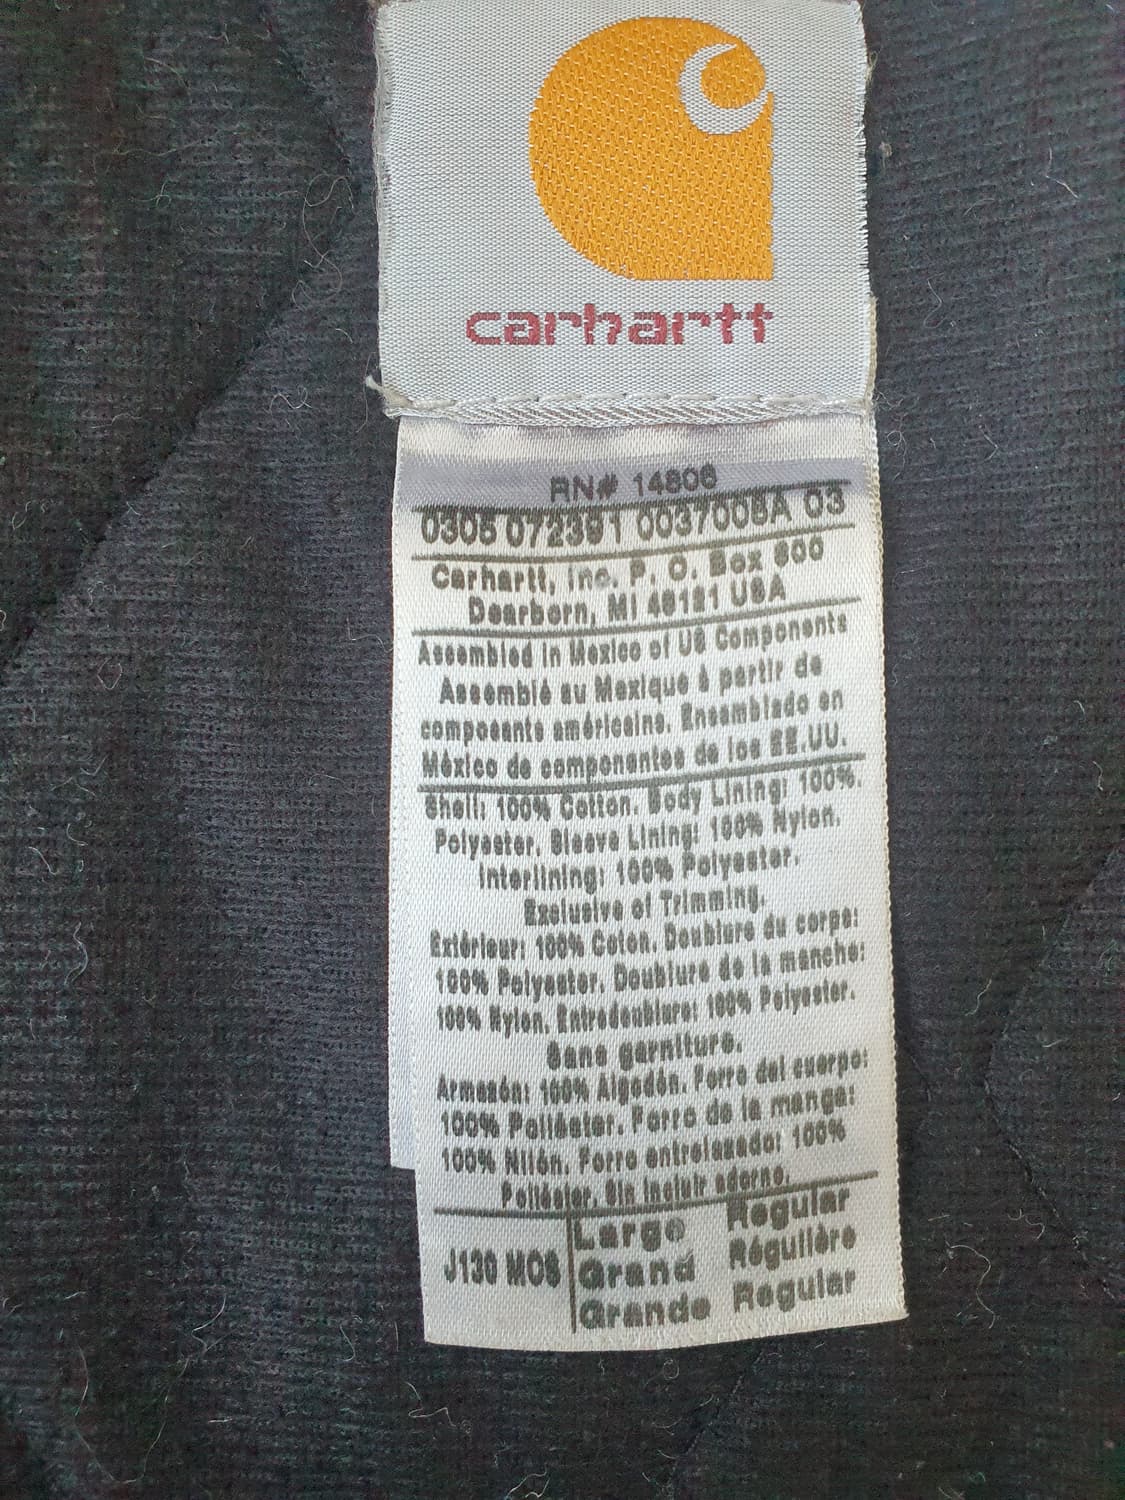 carhartt
RN# 14806
0305 072391 0037008A 03
Carhartt, Inc. P. O. Box 600
Dearborn, MI 48121 USA
Assembled in Mexico of US Components
Assemblé au Mexique à partir de
composants américains. Ensamblado en
México de componentes de los EE.UU.
Shell: 100% Cotton. Body Lining: 100%.
Polyester. Sleeve Lining: 100% Nylon.
Interlining: 100% Polyester.
Exclusive of Trimming.
Extérieur: 100% Coton. Doublure du corps:
100% Polyester. Doublure de la manche:
100% Nylon. Entredoublure: 100% Polyester.
Sans garniture.
Armazón: 100% Algodón. Forro del cuerpo:
100% Poliéster. Forro de la manga:
100% Nilón. Forro entrelazado: 100%
Poliéster. Sin incluir adorno.
J130 MOS
Large Regular
Grand Régulière
Grande Regular